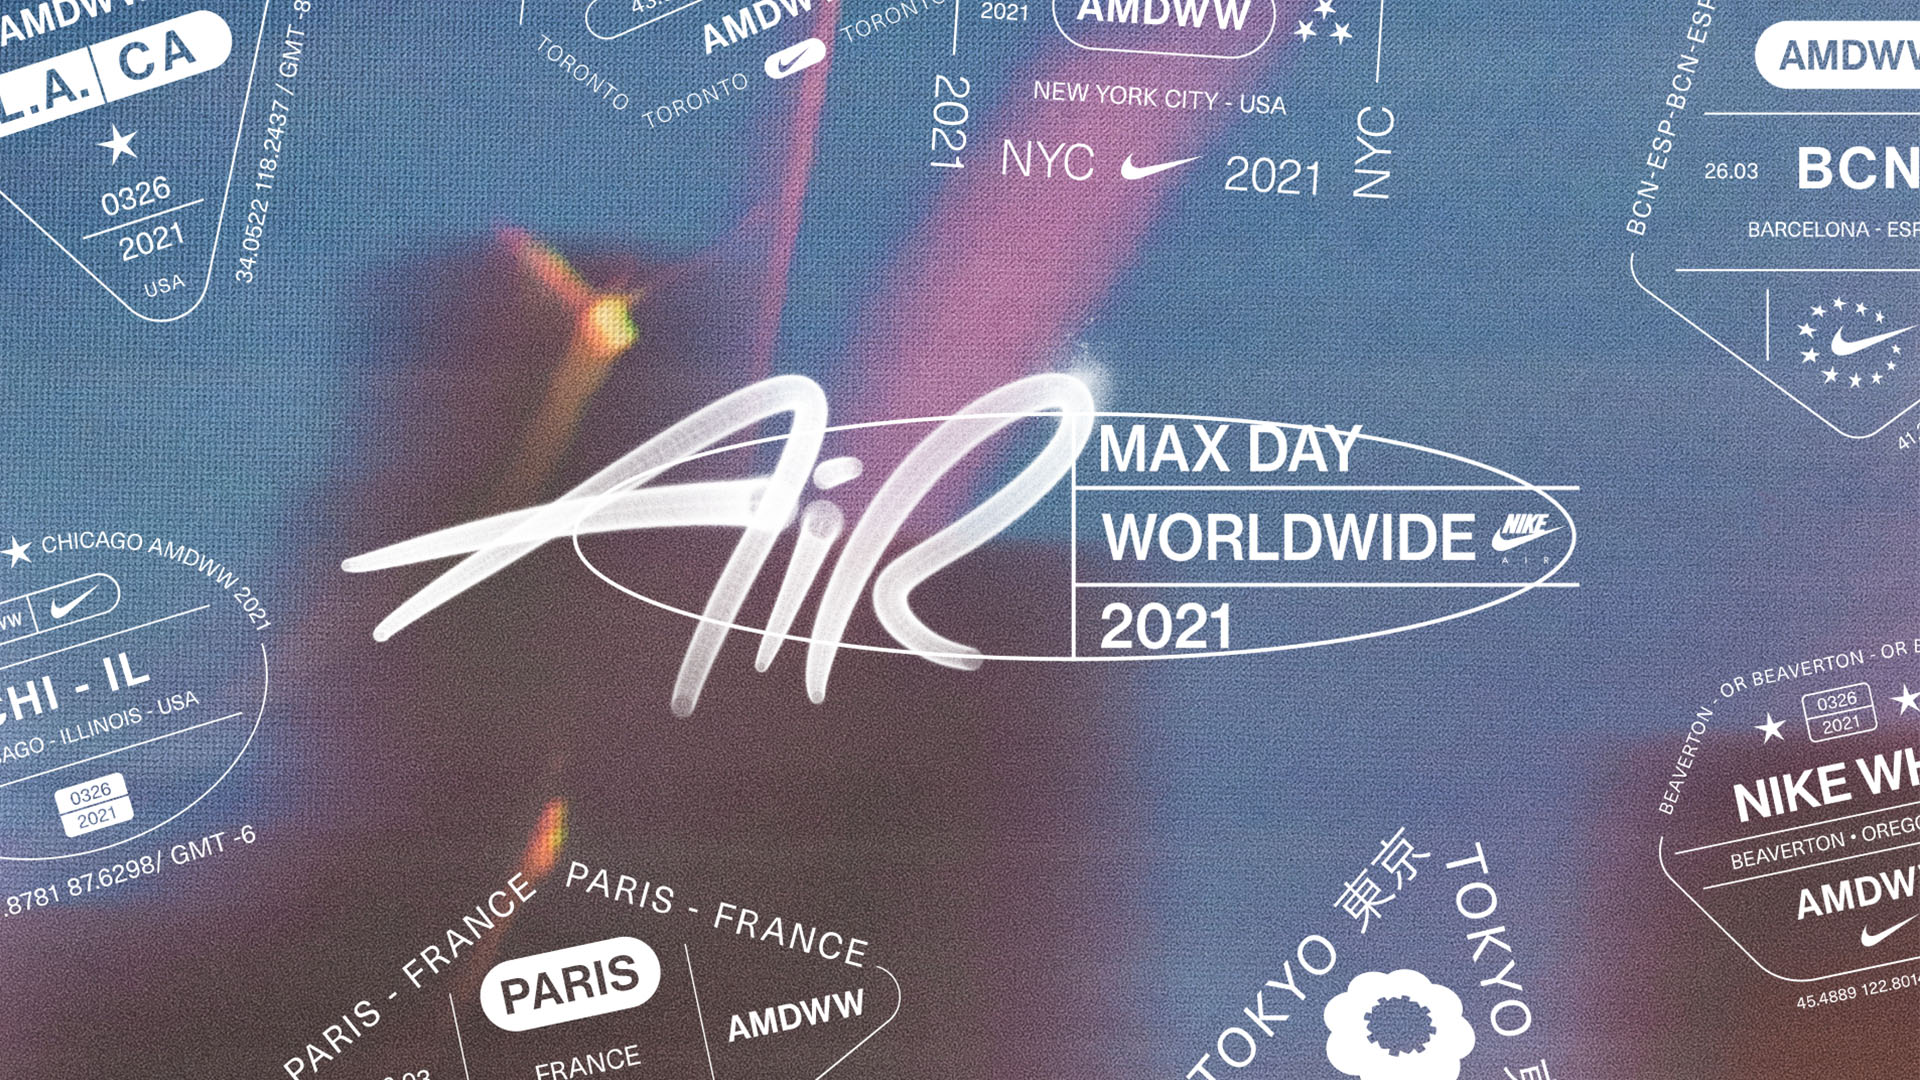 L.A. CA
0326
2021
USA
34.0522 118.2437 / GMT -8
TORONTO
TORONTO
TORONTO
2021
AMDWW
NEW YORK CITY - USA
NYC 2021
2021
NYC
BCN-ESP-BCN-ESP
26.03 BCN
BARCELONA - ESP
AiR
MAX DAY
WORLDWIDE NIKE
AIR
2021
CHICAGO AMDWW 2021
CHI - IL
ILLINOIS - USA
0326
2021
.8781 87.6298/ GMT -6
PARIS - FRANCE PARIS - FRANCE
PARIS
AMDWW
FRANCE
TOKYO 東京
TOKYO
BEAVERTON - OR BEAVERTON - OR
0326
2021
NIKE WH
BEAVERTON • OREGO
AMDW
45.4889 122.801